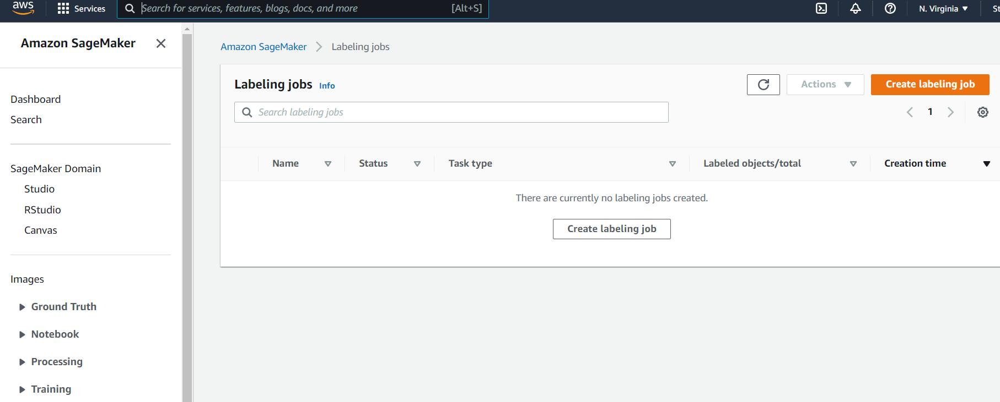 aws Services Search for services, features, blogs, docs, and more [Alt+S] N. Virginia
Amazon SageMaker
Dashboard
Search
SageMaker Domain
Studio
RStudio
Canvas
Images
Ground Truth
Notebook
Processing
Training
Amazon SageMaker Labeling jobs
Labeling jobs Info Actions Create labeling job
Search labeling jobs 1
Name Status Task type Labeled objects/total Creation time
There are currently no labeling jobs created.
Create labeling job